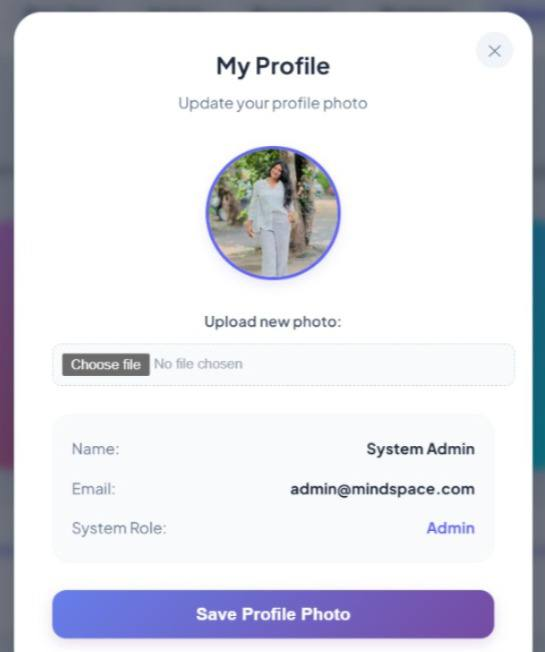 My Profile
Update your profile photo
Upload new photo:
Choose file No file chosen
Name: System Admin
Email: admin@mindspace.com
System Role: Admin
Save Profile Photo